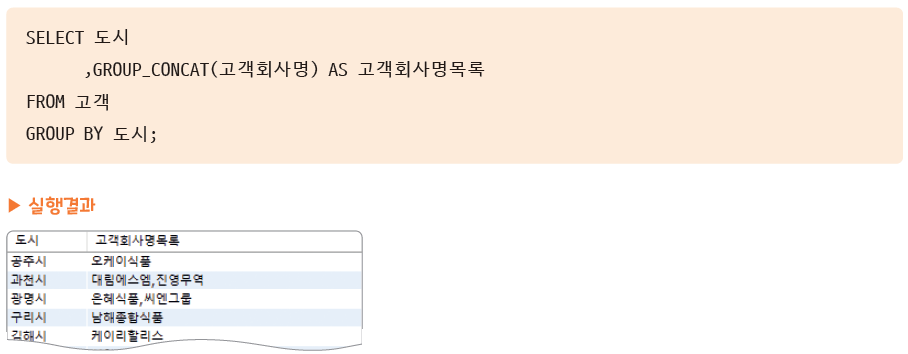 SELECT 도시
,GROUP_CONCAT(고객회사명) AS 고객회사명목록
FROM 고객
GROUP BY 도시;
▶ 실행결과
도시 고객회사명목록
공주시 오케이식품
과천시 대림에스엠,진영무역
광명시 은혜식품,씨엔그룹
구리시 남해종합식품
김해시 케이리할리스